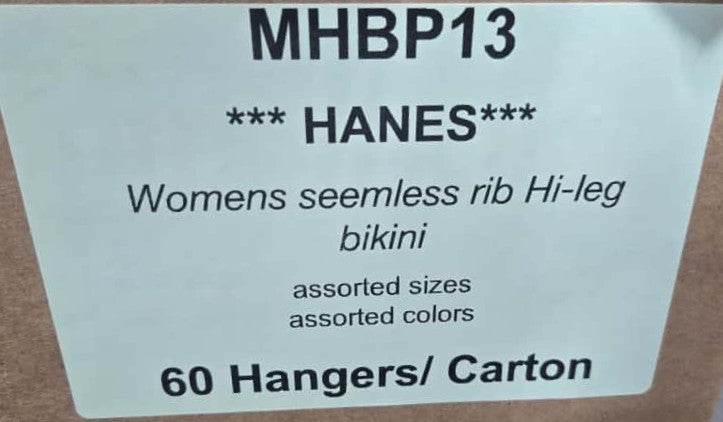 MHBP13
*** HANES***
Womens seemless rib Hi-leg
bikini
assorted sizes
assorted colors
60 Hangers/ Carton